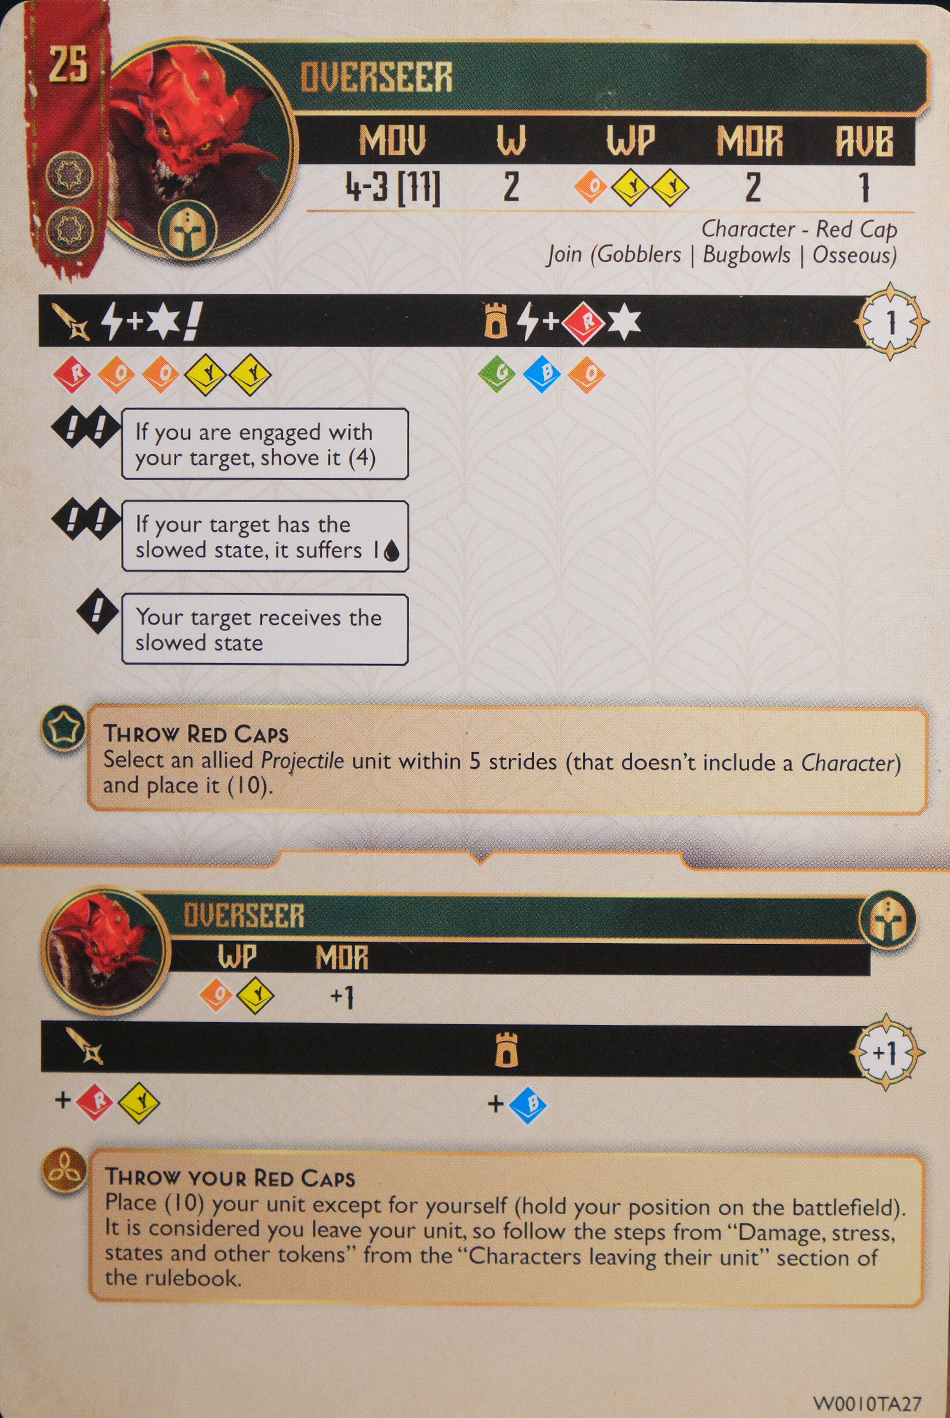 25
OVERSEER
MOV W WP MOR AVB
4-3 [11] 2 O Y Y 2 1
Character - Red Cap
Join (Gobblers | Bugbowls | Osseous)
+ ! + R 1
R O O Y Y G B O
! ! If you are engaged with
your target, shove it (4)
! ! If your target has the
slowed state, it suffers 1
! Your target receives the
slowed state
THROW RED CAPS
Select an allied Projectile unit within 5 strides (that doesn't include a Character)
and place it (10).
OVERSEER
WP MOR
O Y +1
+1
+ R Y + B
THROW YOUR RED CAPS
Place (10) your unit except for yourself (hold your position on the battlefield).
It is considered you leave your unit, so follow the steps from “Damage, stress,
states and other tokens” from the “Characters leaving their unit” section of
the rulebook.
W0010TA27